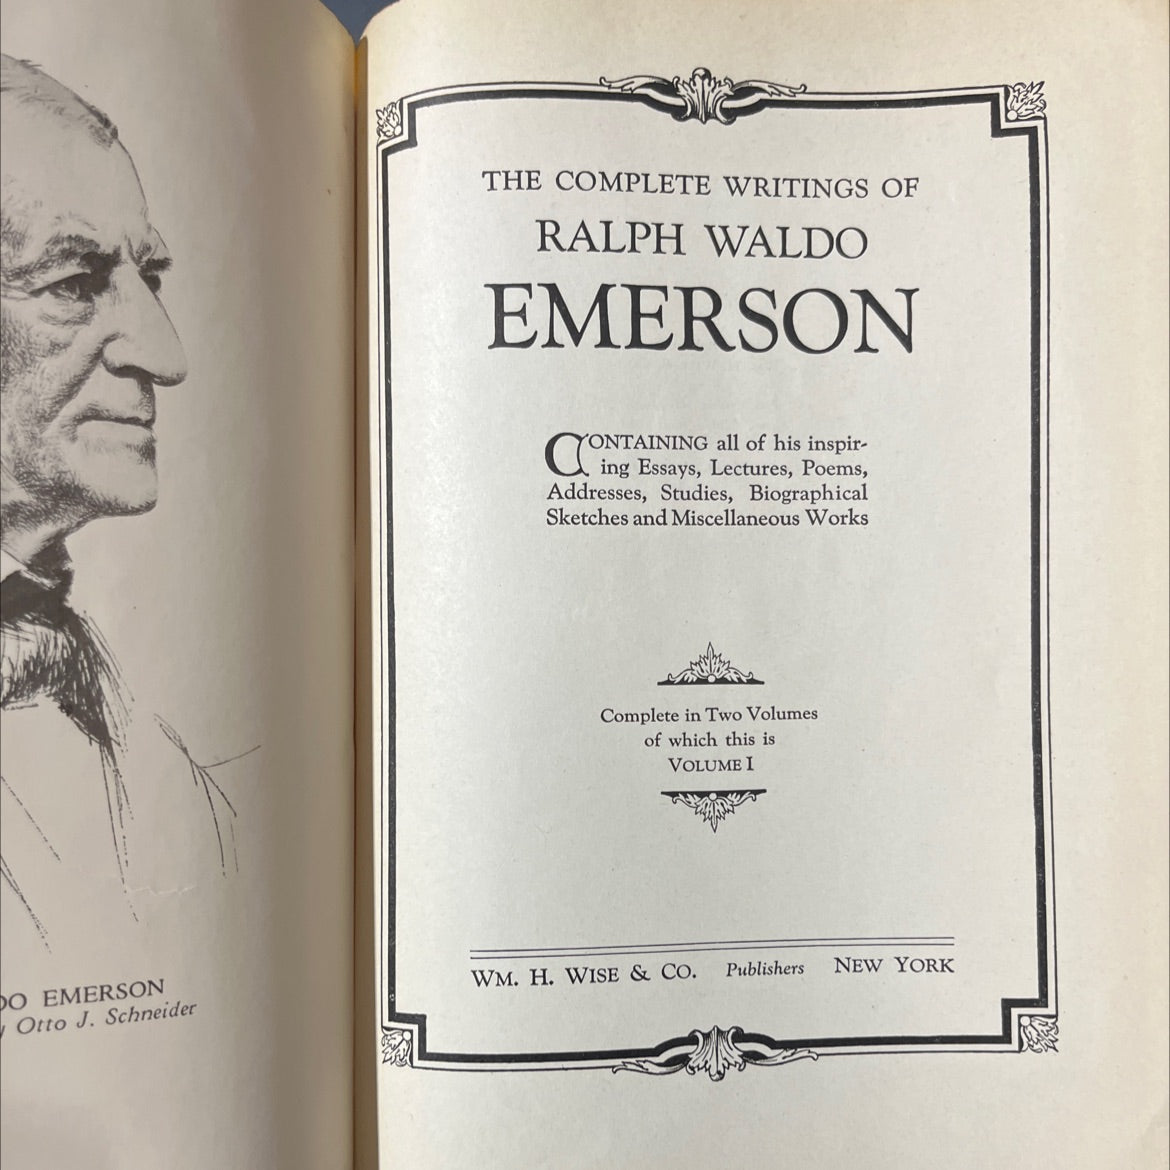 DO EMERSON
Otto J. Schneider
THE COMPLETE WRITINGS OF
RALPH WALDO
EMERSON
CONTAINING all of his inspir-
ing Essays, Lectures, Poems,
Addresses, Studies, Biographical
Sketches and Miscellaneous Works
Complete in Two Volumes
of which this is
VOLUME I
WM. H. WISE & CO. Publishers NEW YORK